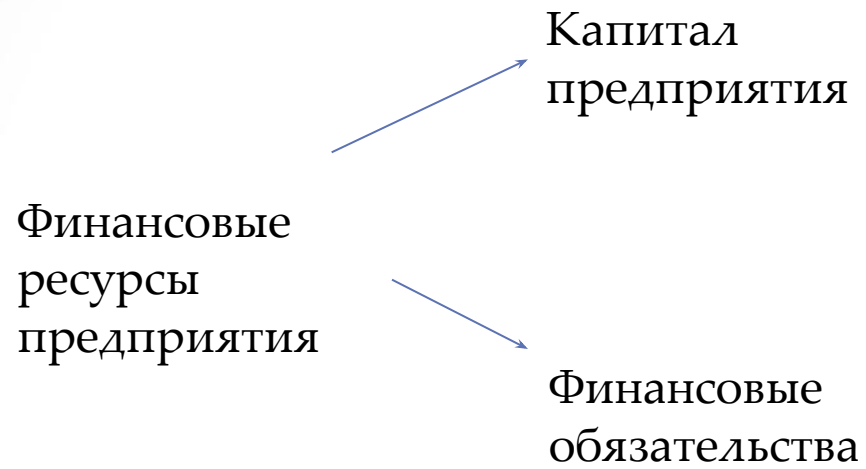 Капитал
предприятия
Финансовые
ресурсы
предприятия
Финансовые
обязательства